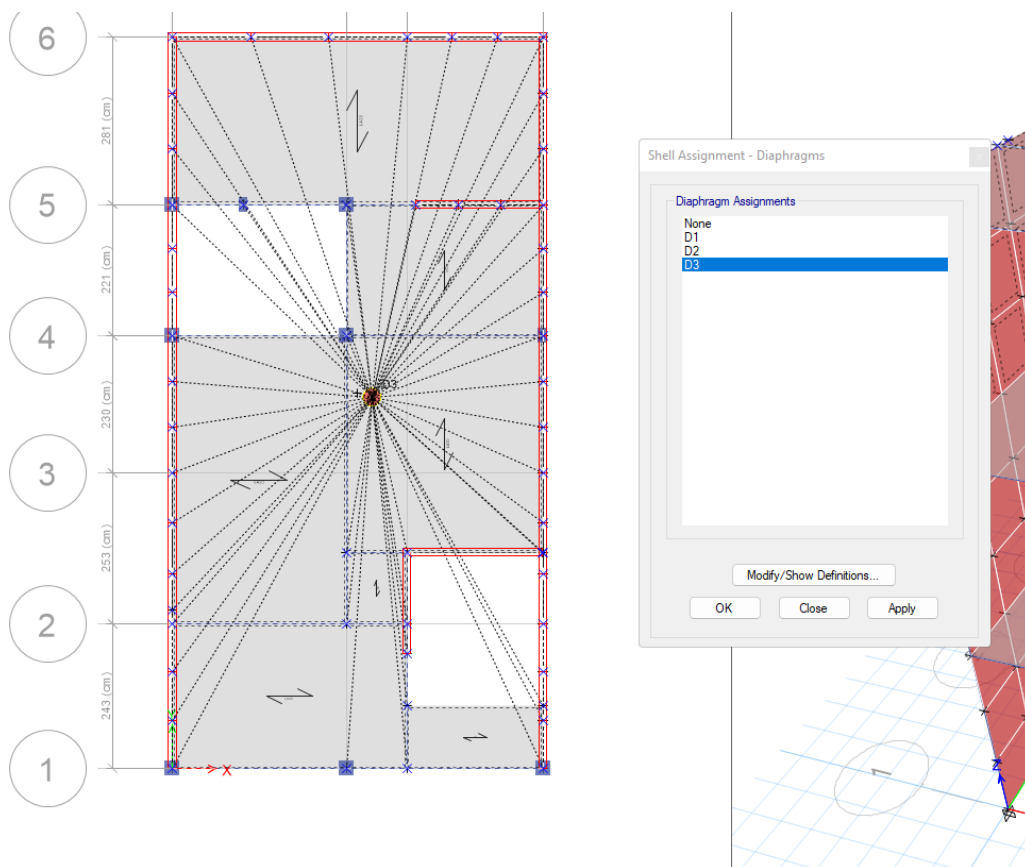 6
281 (cm)
5
221 (cm)
4
230 (cm)
3
253 (cm)
2
243 (cm)
1
X
D3
Shell Assignment - Diaphragms
Diaphragm Assignments
None
D1
D2
D3
Modify/Show Definitions...
OK
Close
Apply
1
Z